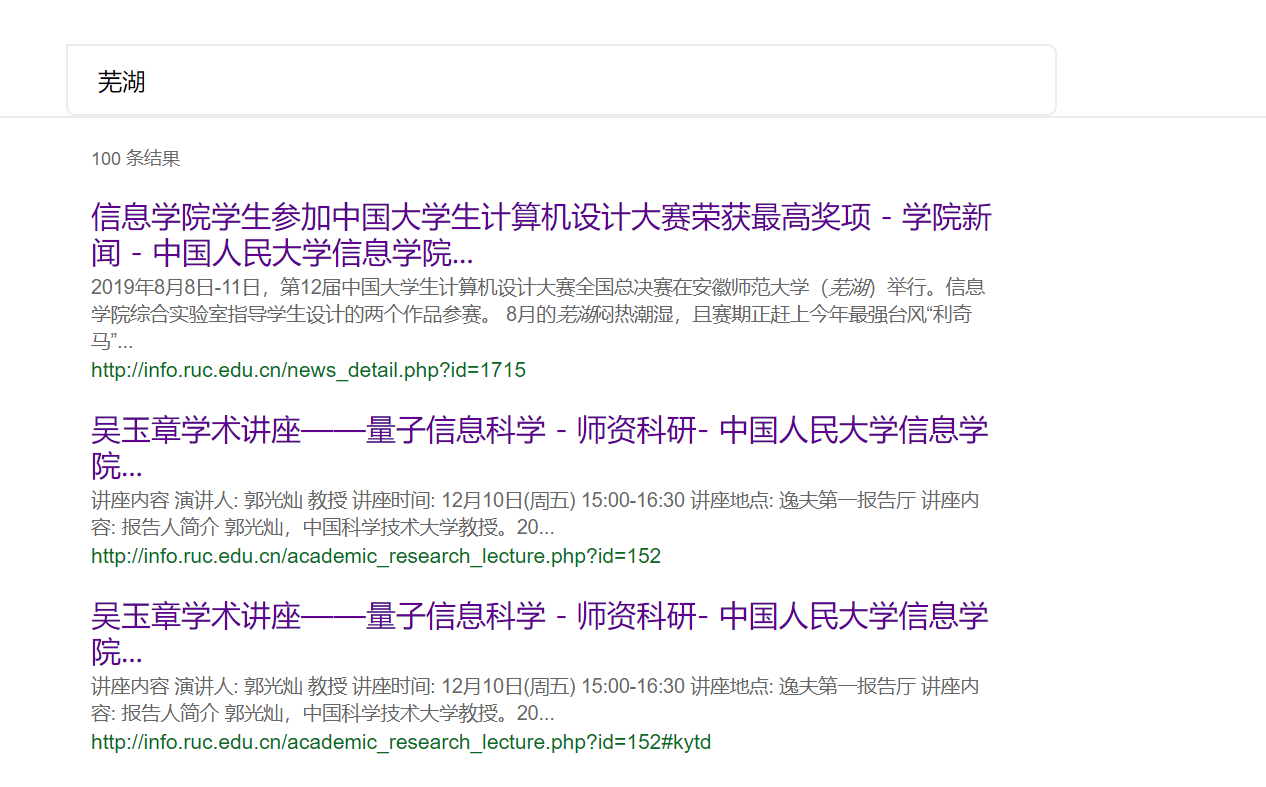 芜湖
100 条结果
信息学院学生参加中国大学生计算机设计大赛荣获最高奖项 - 学院新
闻 - 中国人民大学信息学院...
2019年8月8日-11日，第12届中国大学生计算机设计大赛全国总决赛在安徽师范大学（芜湖）举行。信息
学院综合实验室指导学生设计的两个作品参赛。 8月的芜湖闷热潮湿，且赛期正赶上今年最强台风“利奇
马”...
http://info.ruc.edu.cn/news_detail.php?id=1715
吴玉章学术讲座——量子信息科学 - 师资科研- 中国人民大学信息学
院...
讲座内容 演讲人: 郭光灿 教授 讲座时间: 12月10日(周五) 15:00-16:30 讲座地点: 逸夫第一报告厅 讲座内
容: 报告人简介 郭光灿，中国科学技术大学教授。20...
http://info.ruc.edu.cn/academic_research_lecture.php?id=152
吴玉章学术讲座——量子信息科学 - 师资科研- 中国人民大学信息学
院...
讲座内容 演讲人: 郭光灿 教授 讲座时间: 12月10日(周五) 15:00-16:30 讲座地点: 逸夫第一报告厅 讲座内
容: 报告人简介 郭光灿，中国科学技术大学教授。20...
http://info.ruc.edu.cn/academic_research_lecture.php?id=152#kytd